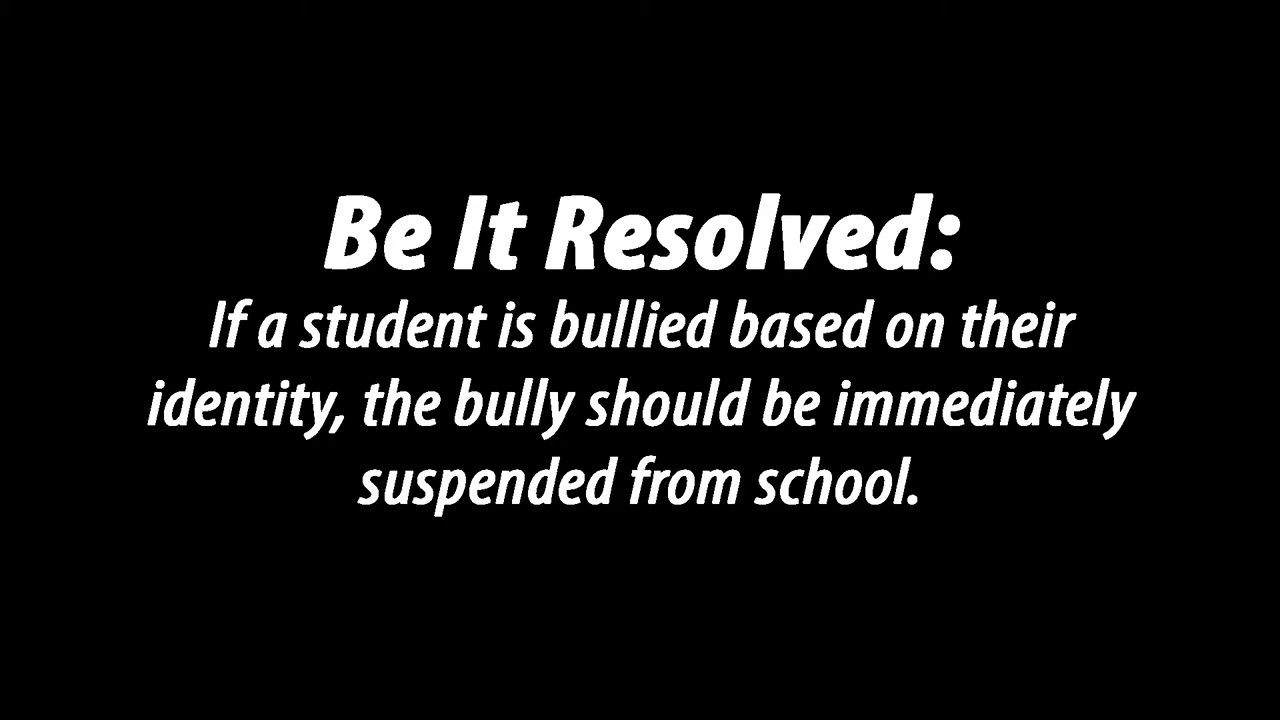 Be It Resolved:
If a student is bullied based on their
identity, the bully should be immediately
suspended from school.